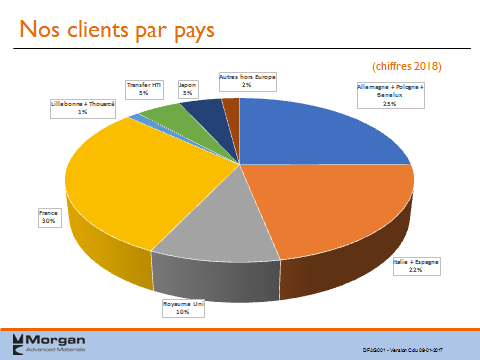 Nos clients par pays
(chiffres 2018)
Autres hors Europe
2%
Allemagne + Pologne +
Benelux
25%
Transfer HTI
5%
Japon
5%
Lillebonne + Thouarcé
1%
France
30%
Italie + Espagne
22%
Royaume Uni
10%
Morgan
Advanced Materials